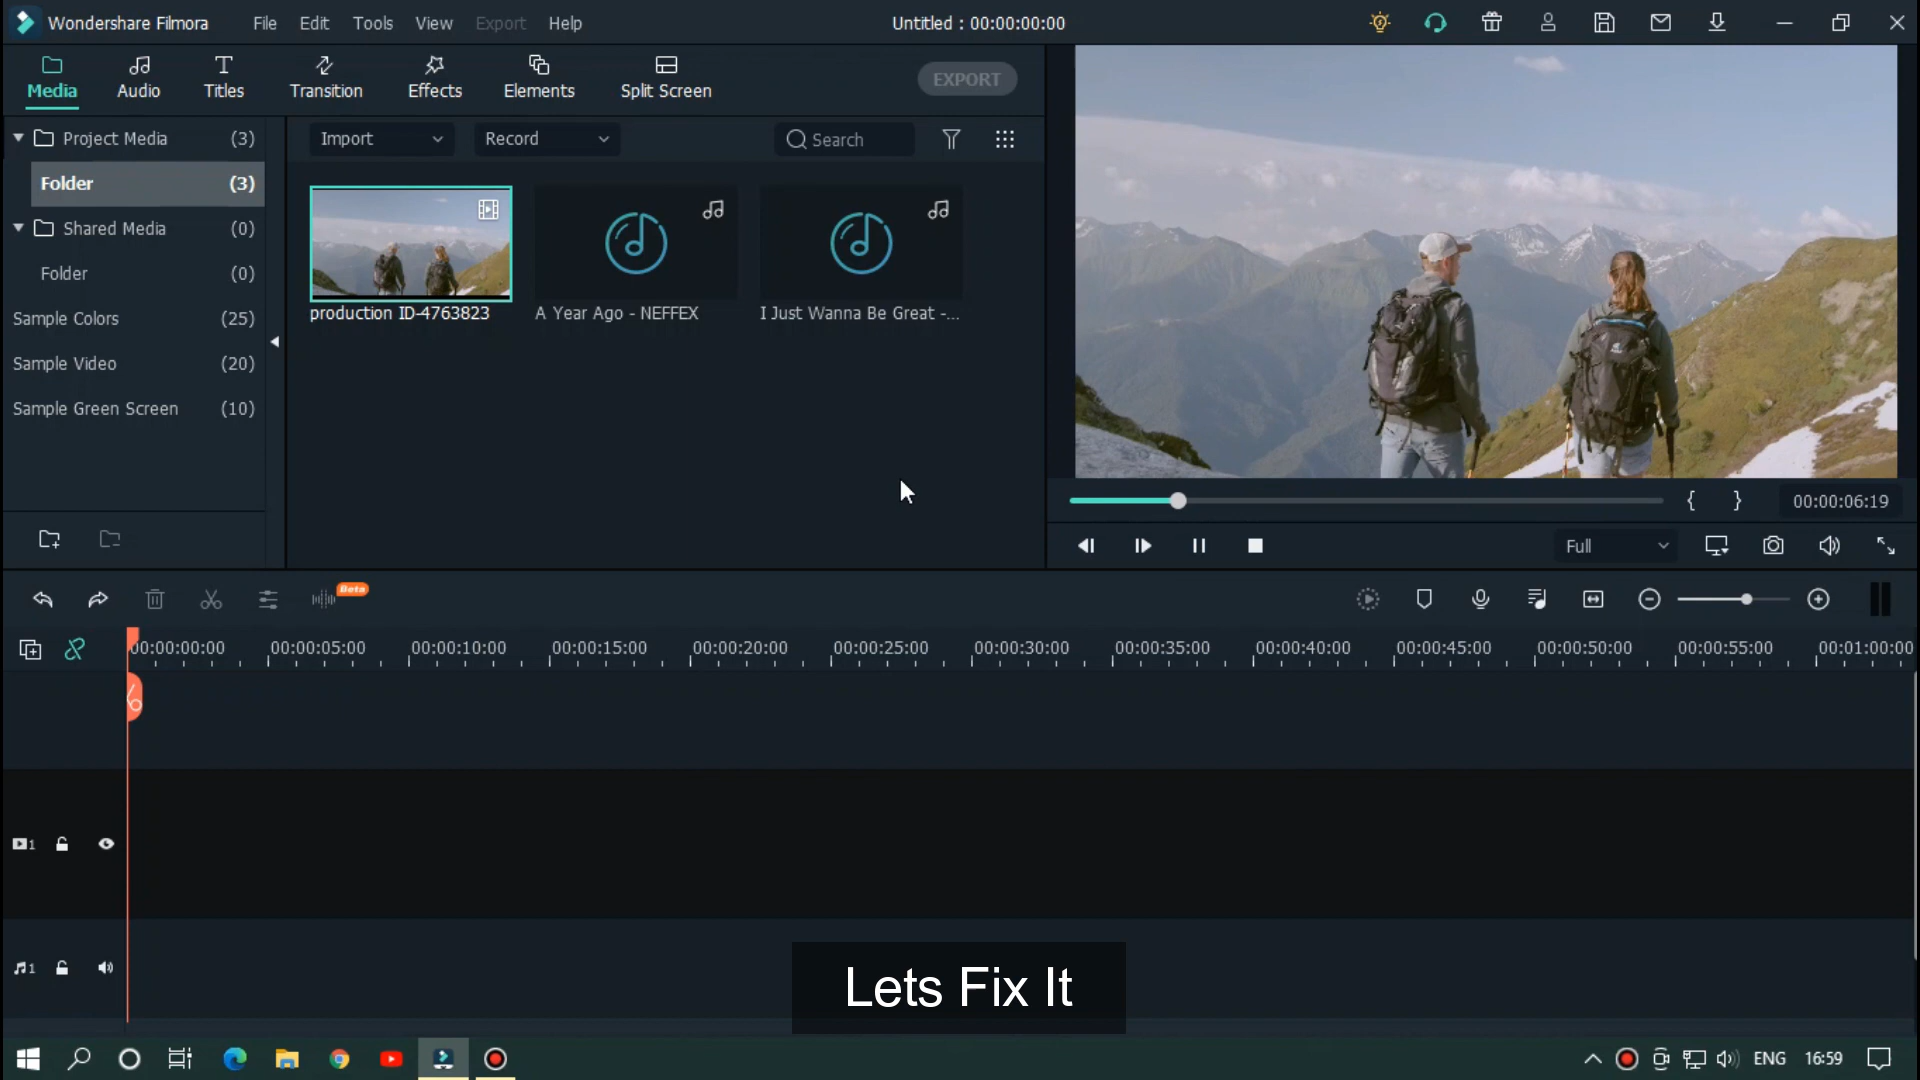 Wondershare Filmora File Edit Tools View Export Help Untitled : 00:00:00:00
Media Audio Titles Transition Effects Elements Split Screen EXPORT
Project Media (3) Import Record Search
Folder (3)
Shared Media (0)
Folder (0)
Sample Colors (25)
Sample Video (20)
Sample Green Screen (10)
production ID-4763823 A Year Ago - NEFFEX I Just Wanna Be Great -...
{ } 00:00:06:19
Full
Beta
00:00:00:00 00:00:05:00 00:00:10:00 00:00:15:00 00:00:20:00 00:00:25:00 00:00:30:00 00:00:35:00 00:00:40:00 00:00:45:00 00:00:50:00 00:00:55:00 00:01:00:00
1
1
Lets Fix It
ENG 16:59